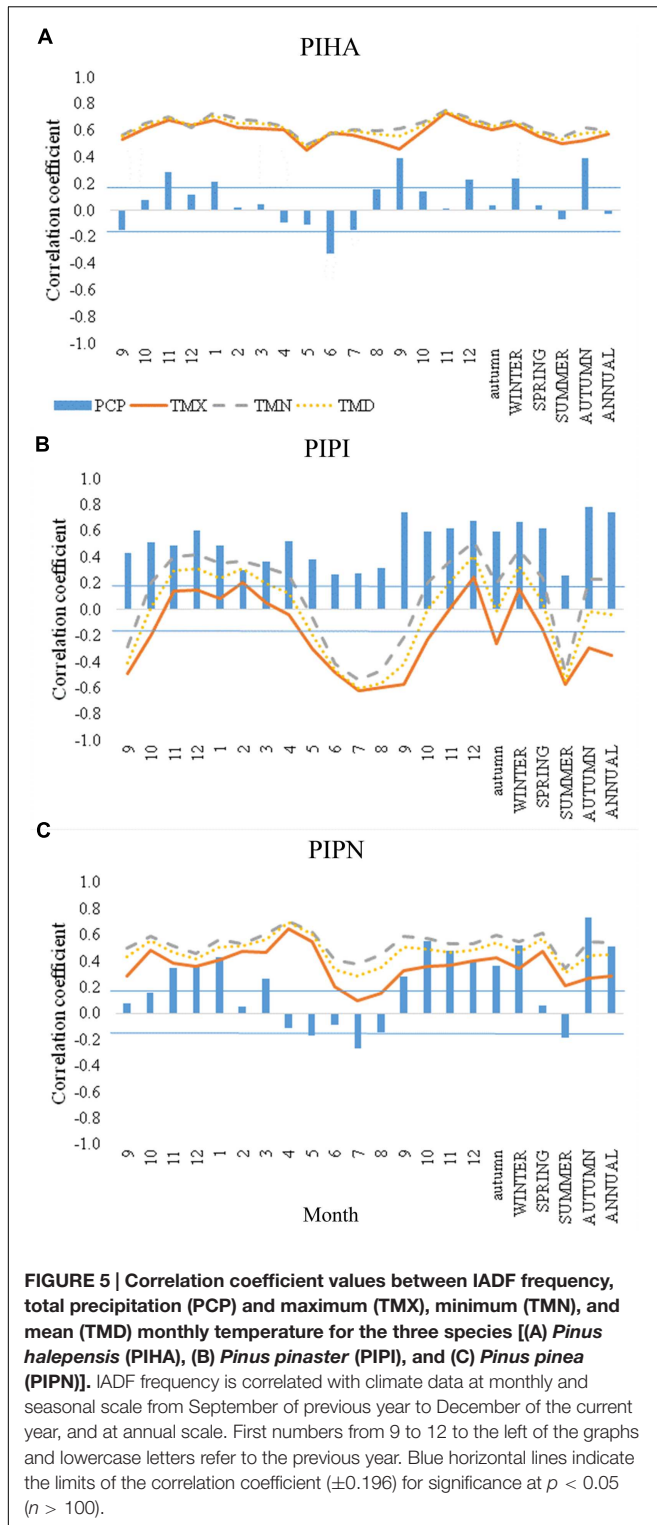 A
PIHA
1.0
0.8
0.6
0.4
0.2
0.0
-0.2
-0.4
-0.6
-0.8
-1.0
Correlation coefficient
9 10 11 12 1 2 3 4 5 6 7 8 9 10 11 12 autumn WINTER SPRING SUMMER AUTUMN ANNUAL
PCP TMX TMN TMD
B
PIPI
1.0
0.8
0.6
0.4
0.2
0.0
-0.2
-0.4
-0.6
-0.8
-1.0
Correlation coefficient
9 10 11 12 1 2 3 4 5 6 7 8 9 10 11 12 autumn WINTER SPRING SUMMER AUTUMN ANNUAL
C
PIPN
1.0
0.8
0.6
0.4
0.2
0.0
-0.2
-0.4
-0.6
-0.8
-1.0
Correlation coefficient
9 10 11 12 1 2 3 4 5 6 7 8 9 10 11 12 autumn WINTER SPRING SUMMER AUTUMN ANNUAL
Month
FIGURE 5 | Correlation coefficient values between IADF frequency,
total precipitation (PCP) and maximum (TMX), minimum (TMN), and
mean (TMD) monthly temperature for the three species [(A) Pinus
halepensis (PIHA), (B) Pinus pinaster (PIPI), and (C) Pinus pinea
(PIPN)]. IADF frequency is correlated with climate data at monthly and
seasonal scale from September of previous year to December of the current
year, and at annual scale. First numbers from 9 to 12 to the left of the graphs
and lowercase letters refer to the previous year. Blue horizontal lines indicate
the limits of the correlation coefficient (±0.196) for significance at p < 0.05
(n > 100).